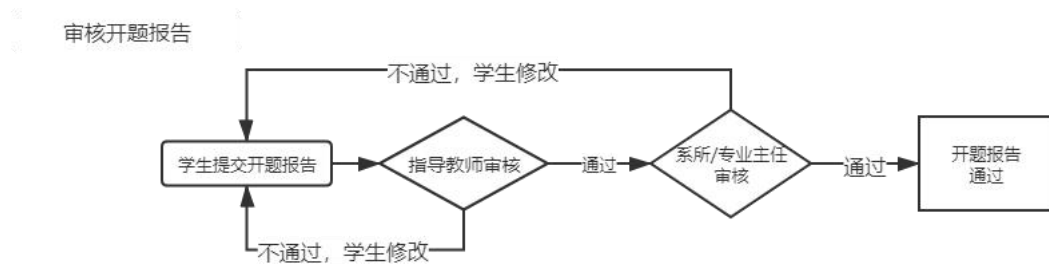 审核开题报告
不通过，学生修改
学生提交开题报告
指导教师审核
通过
系所/专业主任
审核
通过
开题报告
通过
不通过，学生修改